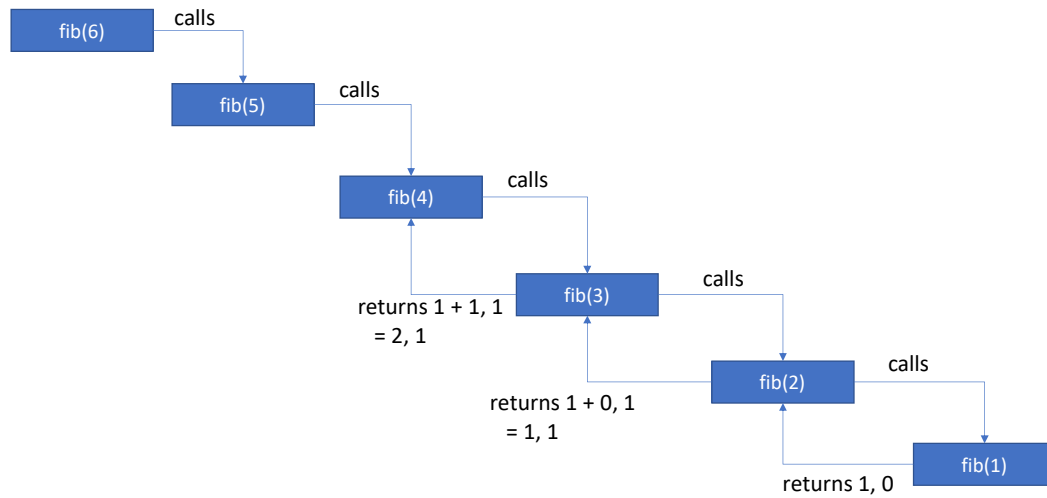 fib(6)
calls
fib(5)
calls
fib(4)
calls
fib(3)
calls
returns 1 + 1, 1
= 2, 1
fib(2)
calls
returns 1 + 0, 1
= 1, 1
fib(1)
returns 1, 0